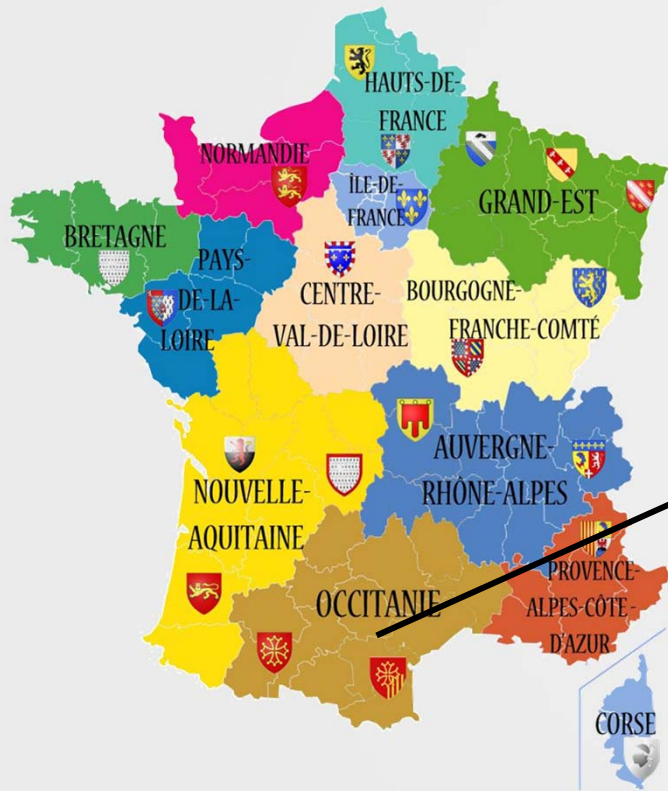 HAUTS-DE-
FRANCE
NORMANDIE
ÎLE-DE-
FRANCE
GRAND-EST
BRETAGNE
PAYS-
DE-LA-
LOIRE
CENTRE-
VAL-DE-LOIRE
BOURGOGNE-
FRANCHE-COMTÉ
NOUVELLE-
AQUITAINE
AUVERGNE-
RHÔNE-ALPES
OCCITANIE
PROVENCE-
ALPES-CÔTE-
D'AZUR
CORSE